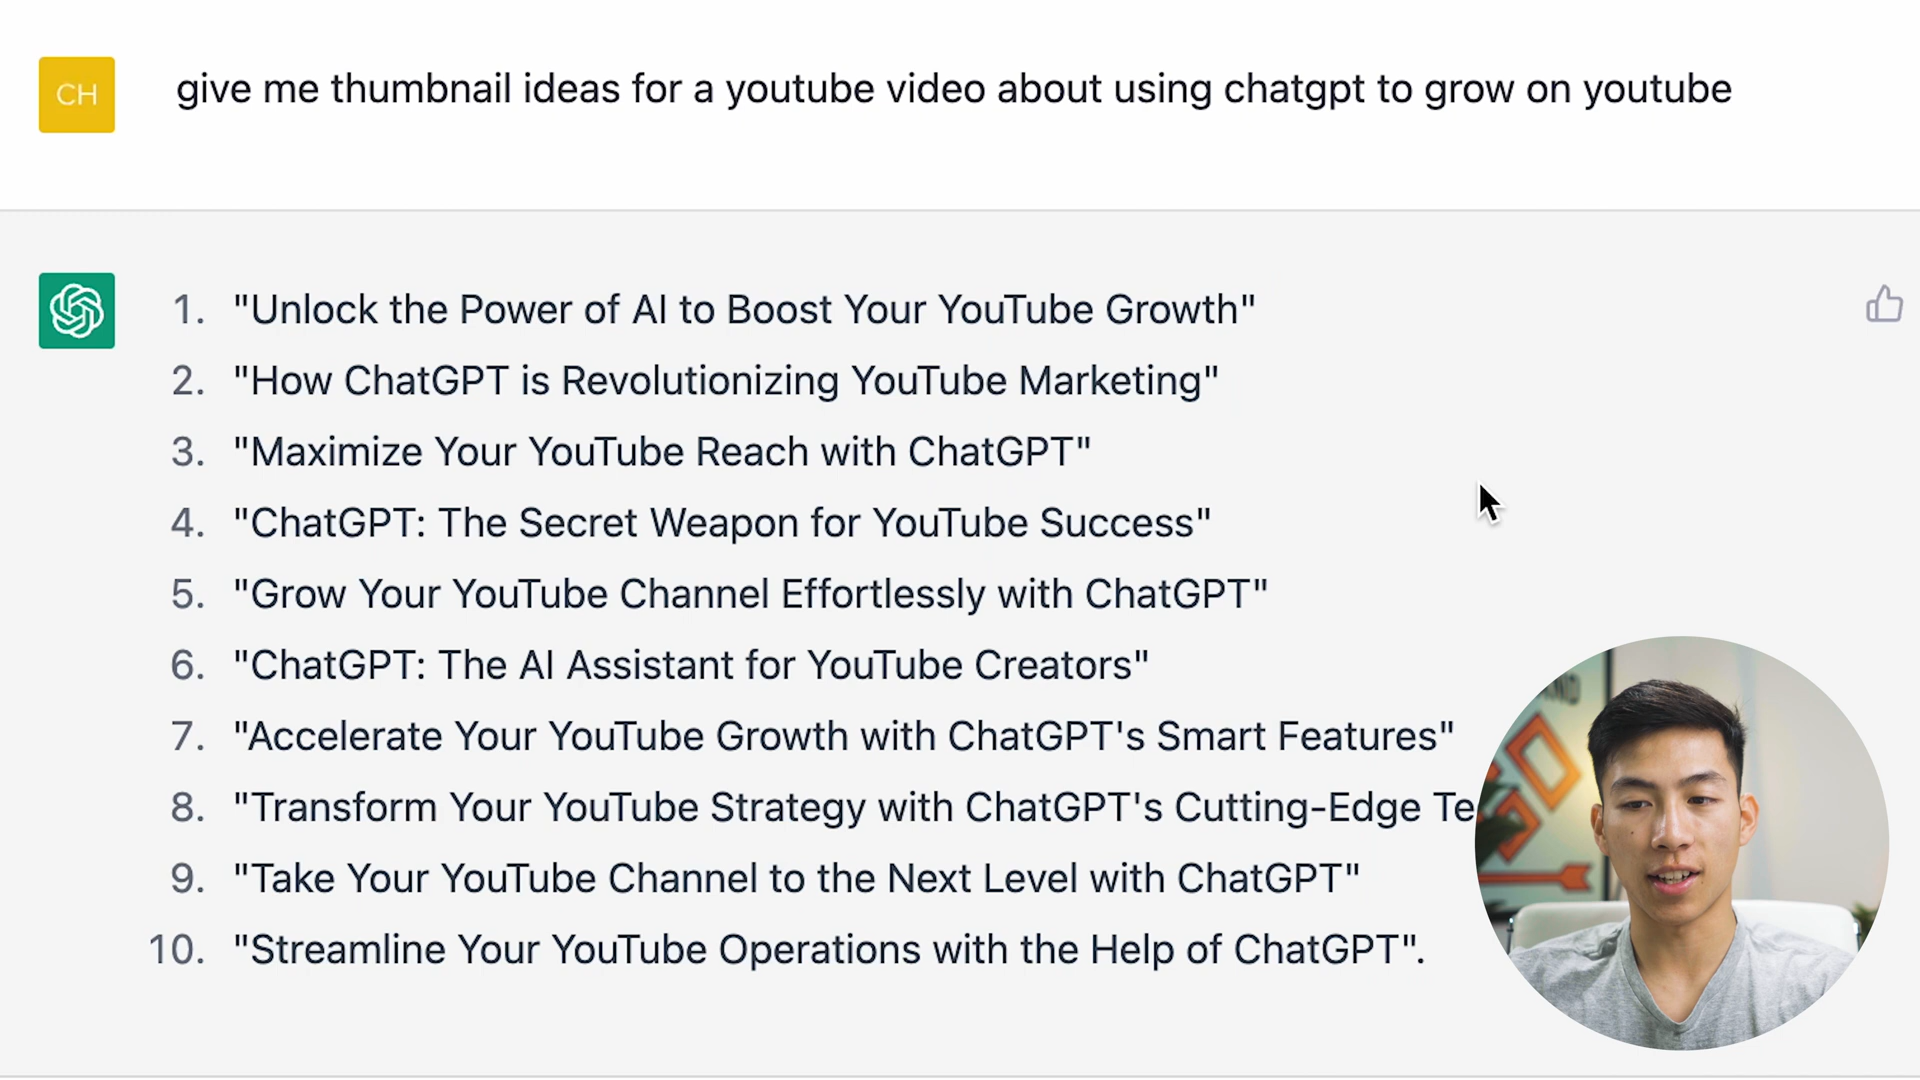 CH
give me thumbnail ideas for a youtube video about using chatgpt to grow on youtube
1. "Unlock the Power of AI to Boost Your YouTube Growth"
2. "How ChatGPT is Revolutionizing YouTube Marketing"
3. "Maximize Your YouTube Reach with ChatGPT"
4. "ChatGPT: The Secret Weapon for YouTube Success"
5. "Grow Your YouTube Channel Effortlessly with ChatGPT"
6. "ChatGPT: The AI Assistant for YouTube Creators"
7. "Accelerate Your YouTube Growth with ChatGPT's Smart Features"
8. "Transform Your YouTube Strategy with ChatGPT's Cutting-Edge
9. "Take Your YouTube Channel to the Next Level with ChatGPT"
10. "Streamline Your YouTube Operations with the Help of ChatGPT".